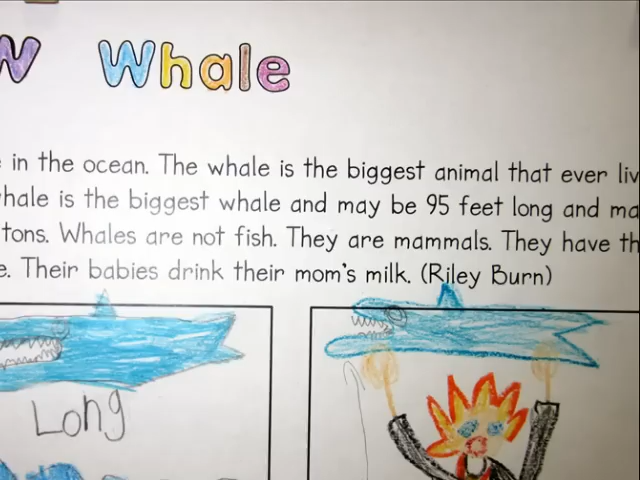 w Whale
in the ocean. The whale is the biggest animal that ever liv
hale is the biggest whale and may be 95 feet long and ma
tons. Whales are not fish. They are mammals. They have th
e. Their babies drink their mom's milk. (Riley Burn)
Long